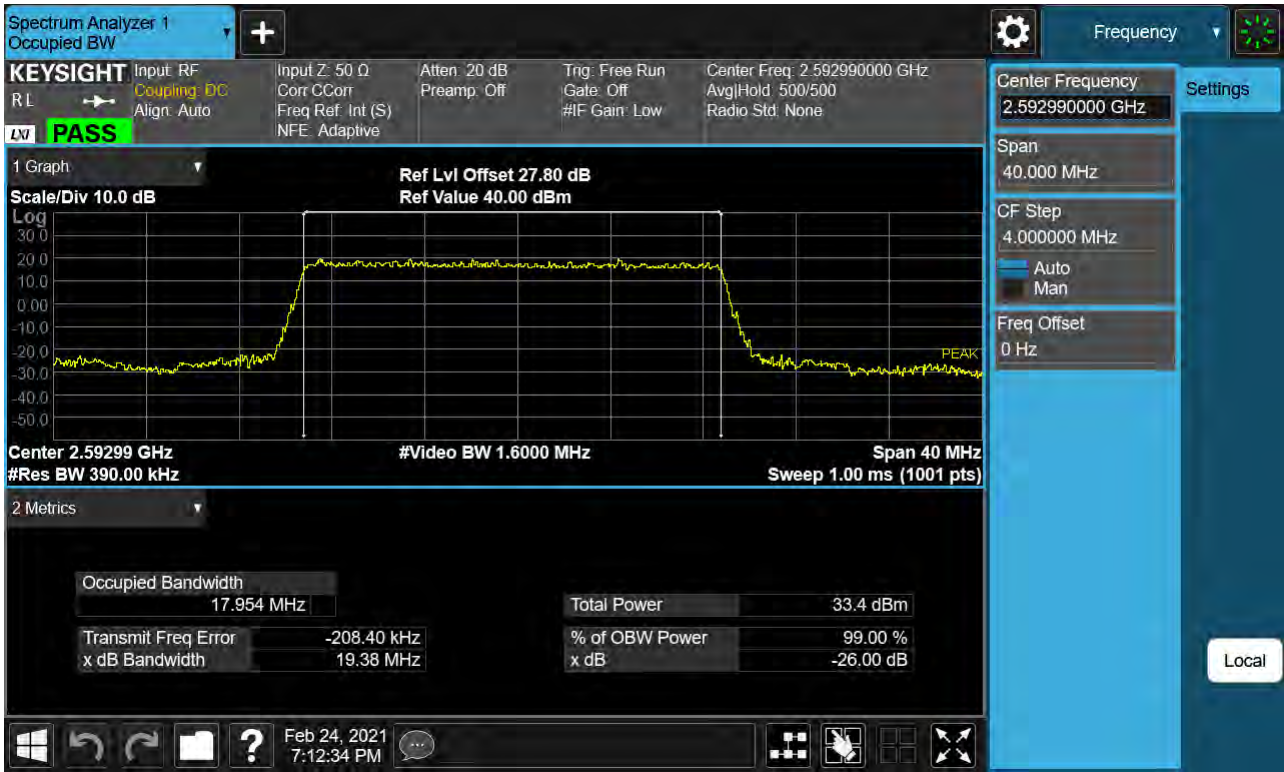 Spectrum Analyzer 1
Occupied BW
+
Frequency
KEYSIGHT
RL
LXI
PASS
Input: RF
Coupling: DC
Align: Auto
Input Z: 50 Ω
Corr CCorr
Freq Ref: Int (S)
NFE: Adaptive
Atten: 20 dB
Preamp: Off
Trig: Free Run
Gate: Off
#IF Gain: Low
Center Freq: 2.592990000 GHz
Avg|Hold: 500/500
Radio Std: None
Center Frequency
2.592990000 GHz
Settings
Span
40.000 MHz
CF Step
4.000000 MHz
Auto
Man
Freq Offset
0 Hz
1 Graph
Scale/Div 10.0 dB
Ref Lvl Offset 27.80 dB
Ref Value 40.00 dBm
Log
30.0
20.0
10.0
0.00
-10.0
-20.0
-30.0
-40.0
-50.0
PEAK
Center 2.59299 GHz
#Video BW 1.6000 MHz
Span 40 MHz
#Res BW 390.00 kHz
Sweep 1.00 ms (1001 pts)
2 Metrics
Occupied Bandwidth
17.954 MHz
Total Power 33.4 dBm
Transmit Freq Error -208.40 kHz
% of OBW Power 99.00 %
x dB Bandwidth 19.38 MHz
x dB -26.00 dB
Local
?
Feb 24, 2021
7:12:34 PM